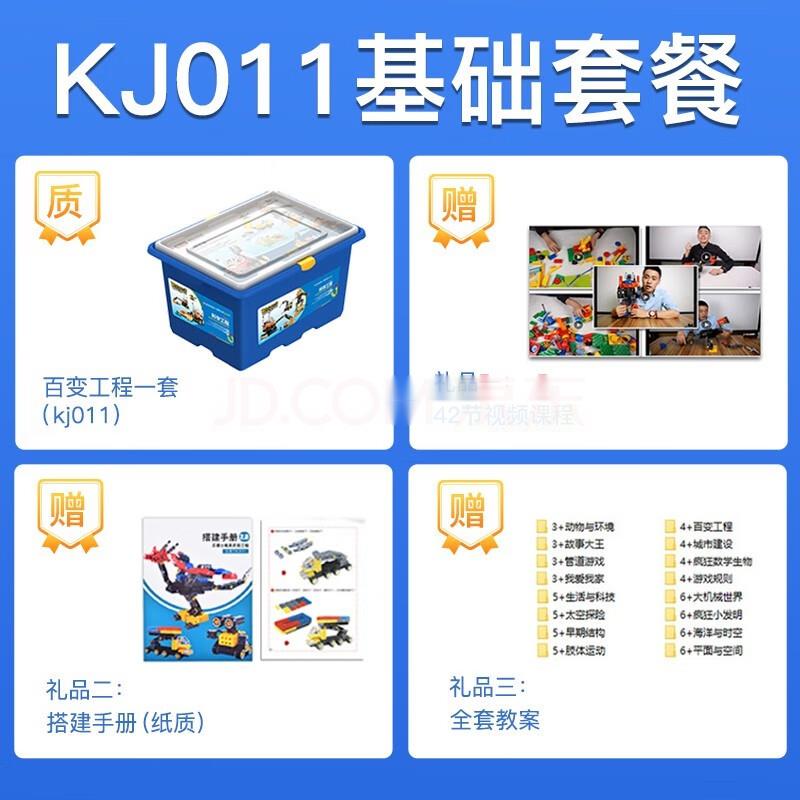 KJ011基础套餐
质
百变工程一套
(kj011)
赠
礼品
42节视频课程
JD.COM
赠
搭建手册
礼品二:
搭建手册(纸质)
赠
3+动物与环境
3+故事大王
3+管道游戏
3+我爱我家
5+生活与科技
5+太空探险
5+早期结构
5+肢体运动
4+百变工程
4+城市建设
4+疯狂数学生物
4+游戏规则
6+大机械世界
6+疯狂小发明
6+海洋与时空
6+平面与空间
礼品三:
全套教案